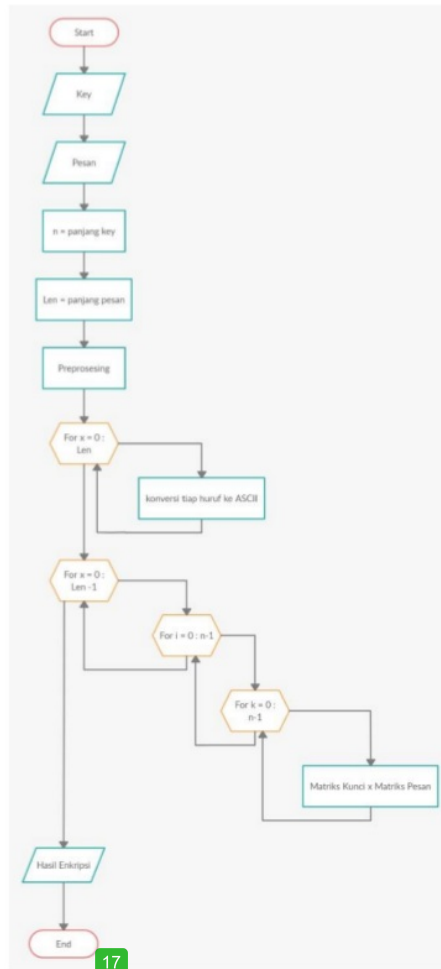 Start
Key
Pesan
n = panjang key
Len = panjang pesan
Preprosesing
For x = 0 :
Len
konversi tiap huruf ke ASCII
For x = 0 :
Len -1
For i = 0 : n-1
For k = 0 :
n-1
Matriks Kunci x Matriks Pesan
Hasil Enkripsi
End
17